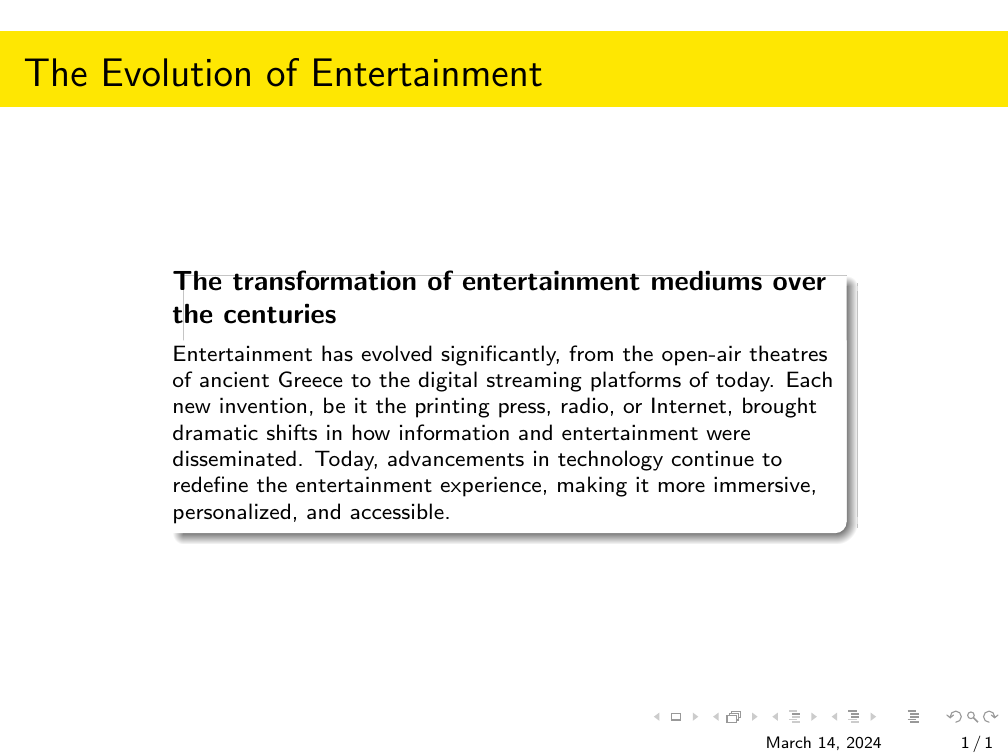 The Evolution of Entertainment
The transformation of entertainment mediums over
the centuries
Entertainment has evolved significantly, from the open-air theatres
of ancient Greece to the digital streaming platforms of today. Each
new invention, be it the printing press, radio, or Internet, brought
dramatic shifts in how information and entertainment were
disseminated. Today, advancements in technology continue to
redefine the entertainment experience, making it more immersive,
personalized, and accessible.
March 14, 2024 1 / 1